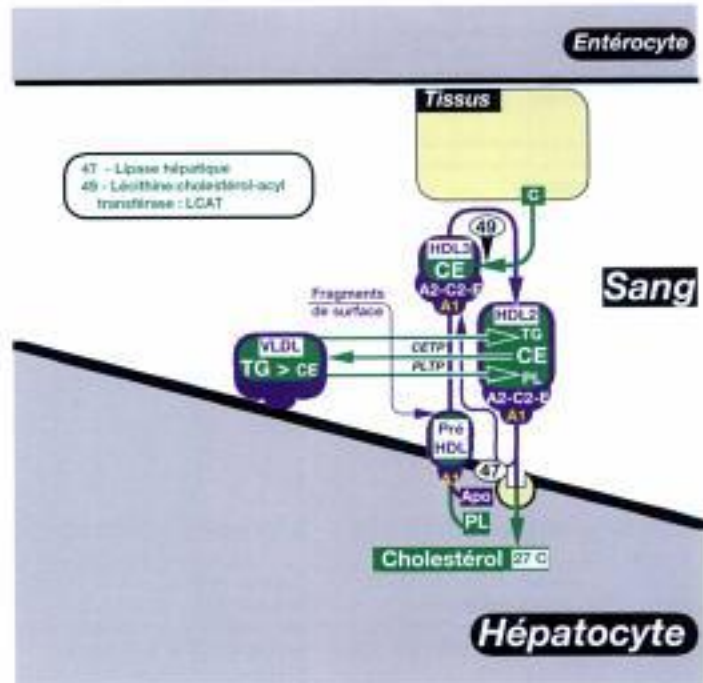 Entérocyte
Tissus
47 - Lipase hépatique
49 - Lécithine:cholestérol-acyl
transférase : LCAT
C
49
HDL3
CE
A2-C2-E
A1
Sang
Fragments
de surface
HDL2
TG
CE
PL
A2-C2-E
A1
VLDL
TG > CE
CETP
PLTP
Pré
HDL
A1
47
Apo
PL
Cholestérol 27 C
Hépatocyte